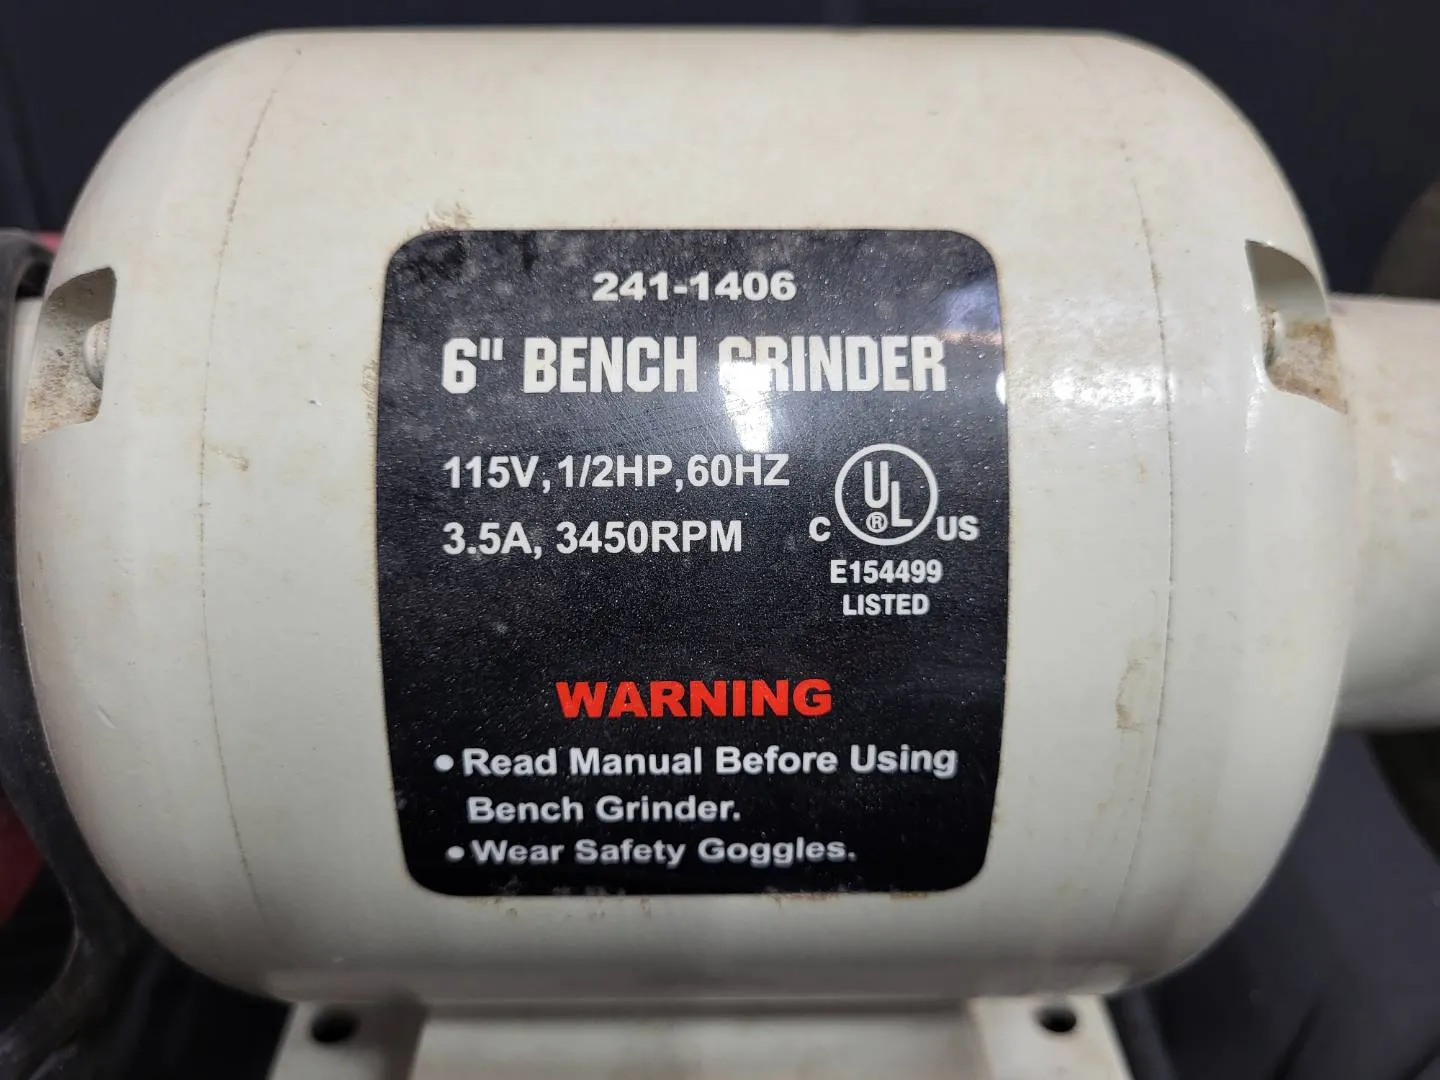 241-1406
6" BENCH GRINDER
115V, 1/2HP, 60HZ
3.5A, 3450RPM
C UL® US
E154499
LISTED
WARNING
• Read Manual Before Using
Bench Grinder.
• Wear Safety Goggles.